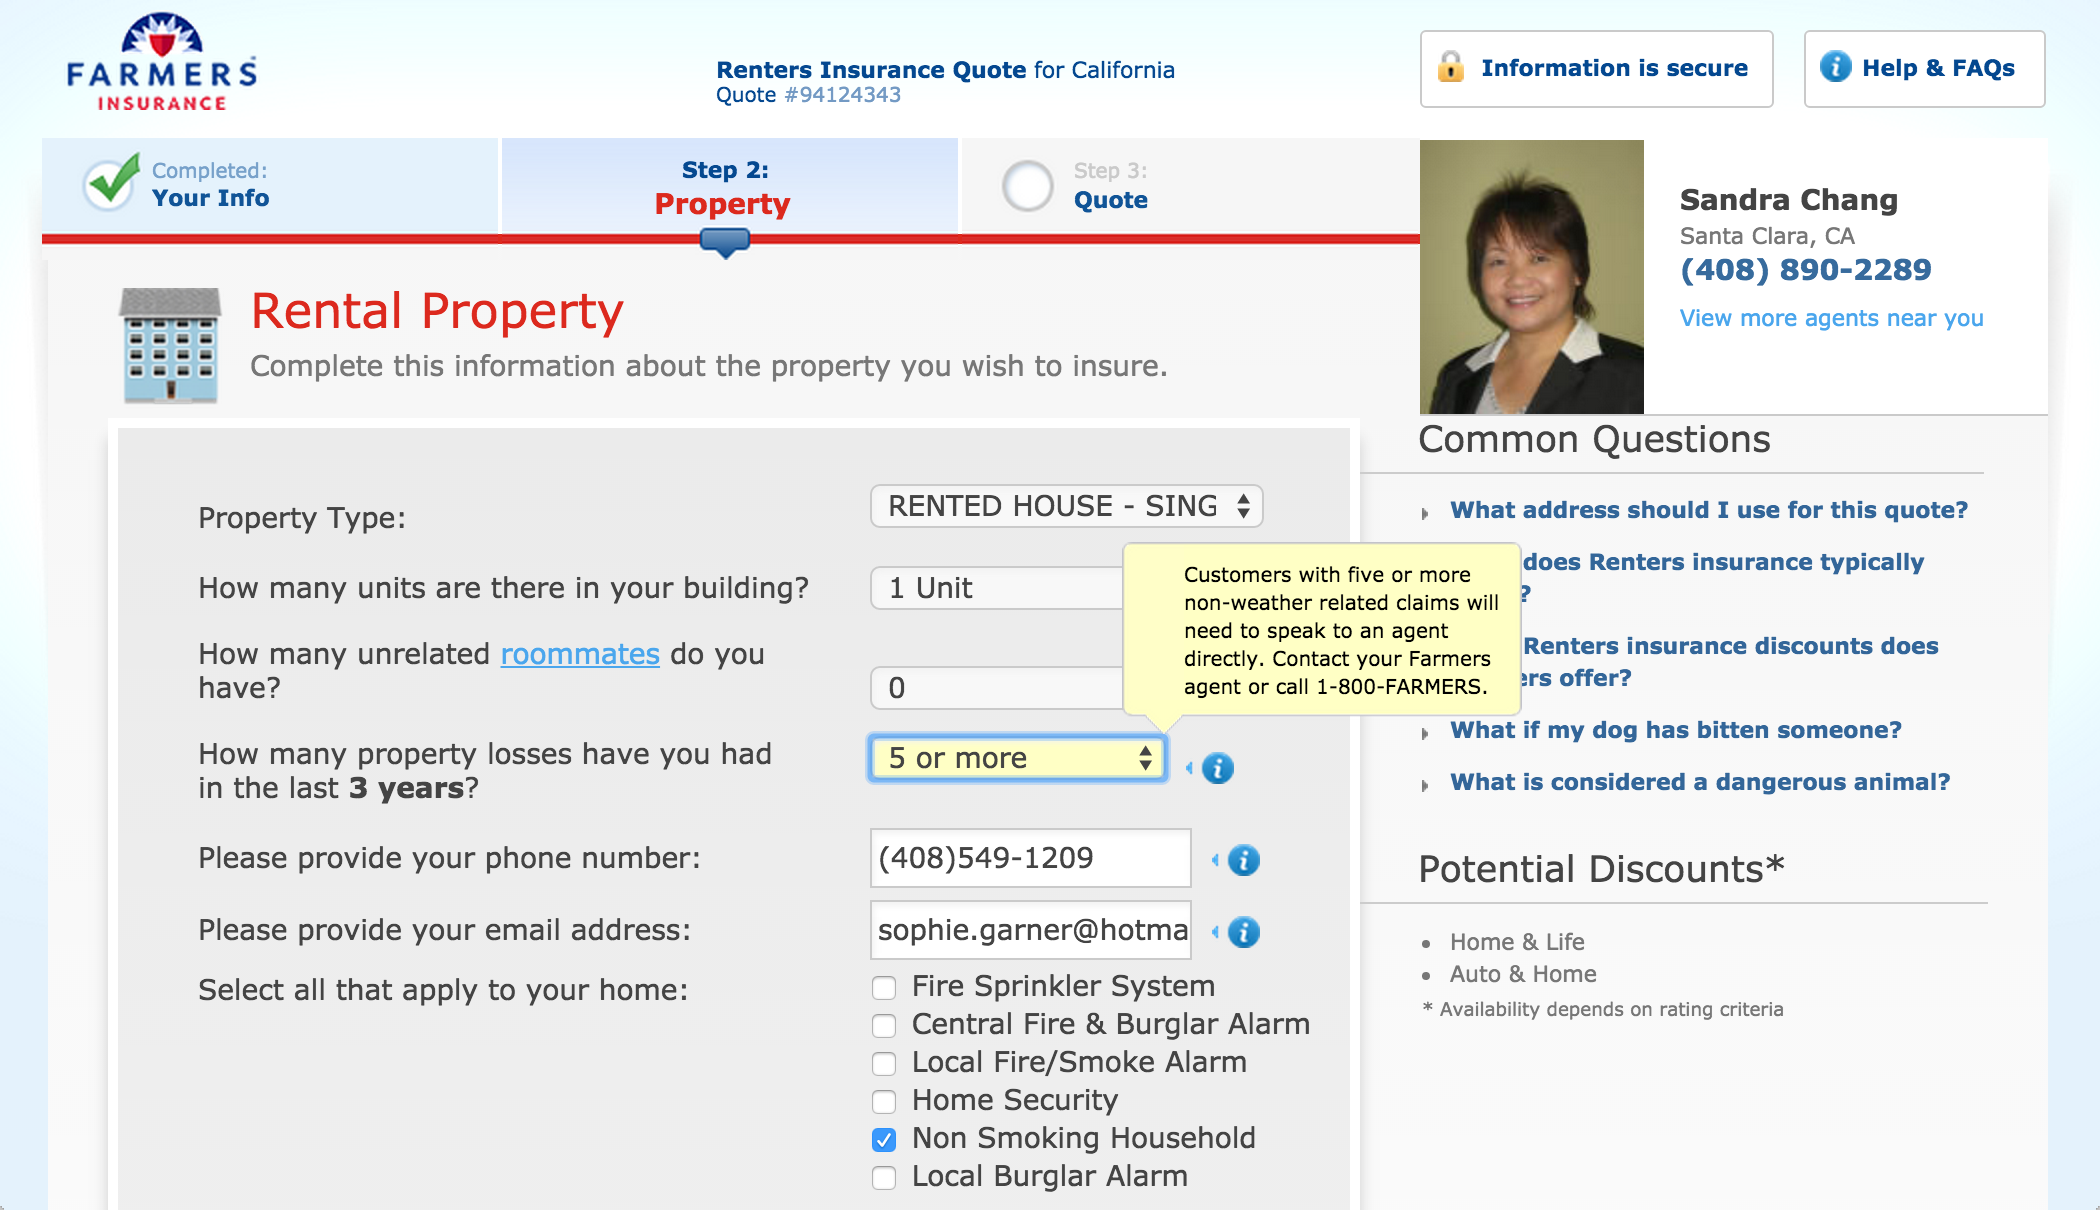 FARMERS
INSURANCE
Renters Insurance Quote for California
Quote #94124343
Information is secure
Help & FAQs
Completed:
Your Info
Step 2:
Property
Step 3:
Quote
Sandra Chang
Santa Clara, CA
(408) 890-2289
View more agents near you
Rental Property
Complete this information about the property you wish to insure.
Property Type:
RENTED HOUSE - SING
How many units are there in your building?
1 Unit
How many unrelated roommates do you
have?
0
Customers with five or more
non-weather related claims will
need to speak to an agent
directly. Contact your Farmers
agent or call 1-800-FARMERS.
How many property losses have you had
in the last 3 years?
5 or more
Please provide your phone number:
(408)549-1209
Please provide your email address:
sophie.garner@hotma
Select all that apply to your home:
Fire Sprinkler System
Central Fire & Burglar Alarm
Local Fire/Smoke Alarm
Home Security
Non Smoking Household
Local Burglar Alarm
Common Questions
What address should I use for this quote?
does Renters insurance typically
?
Renters insurance discounts does
ers offer?
What if my dog has bitten someone?
What is considered a dangerous animal?
Potential Discounts*
Home & Life
Auto & Home
* Availability depends on rating criteria